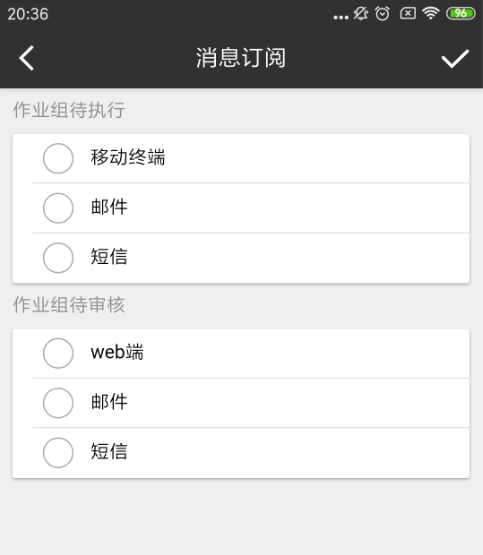 20:36
96
消息订阅
作业组待执行
移动终端
邮件
短信
作业组待审核
web端
邮件
短信